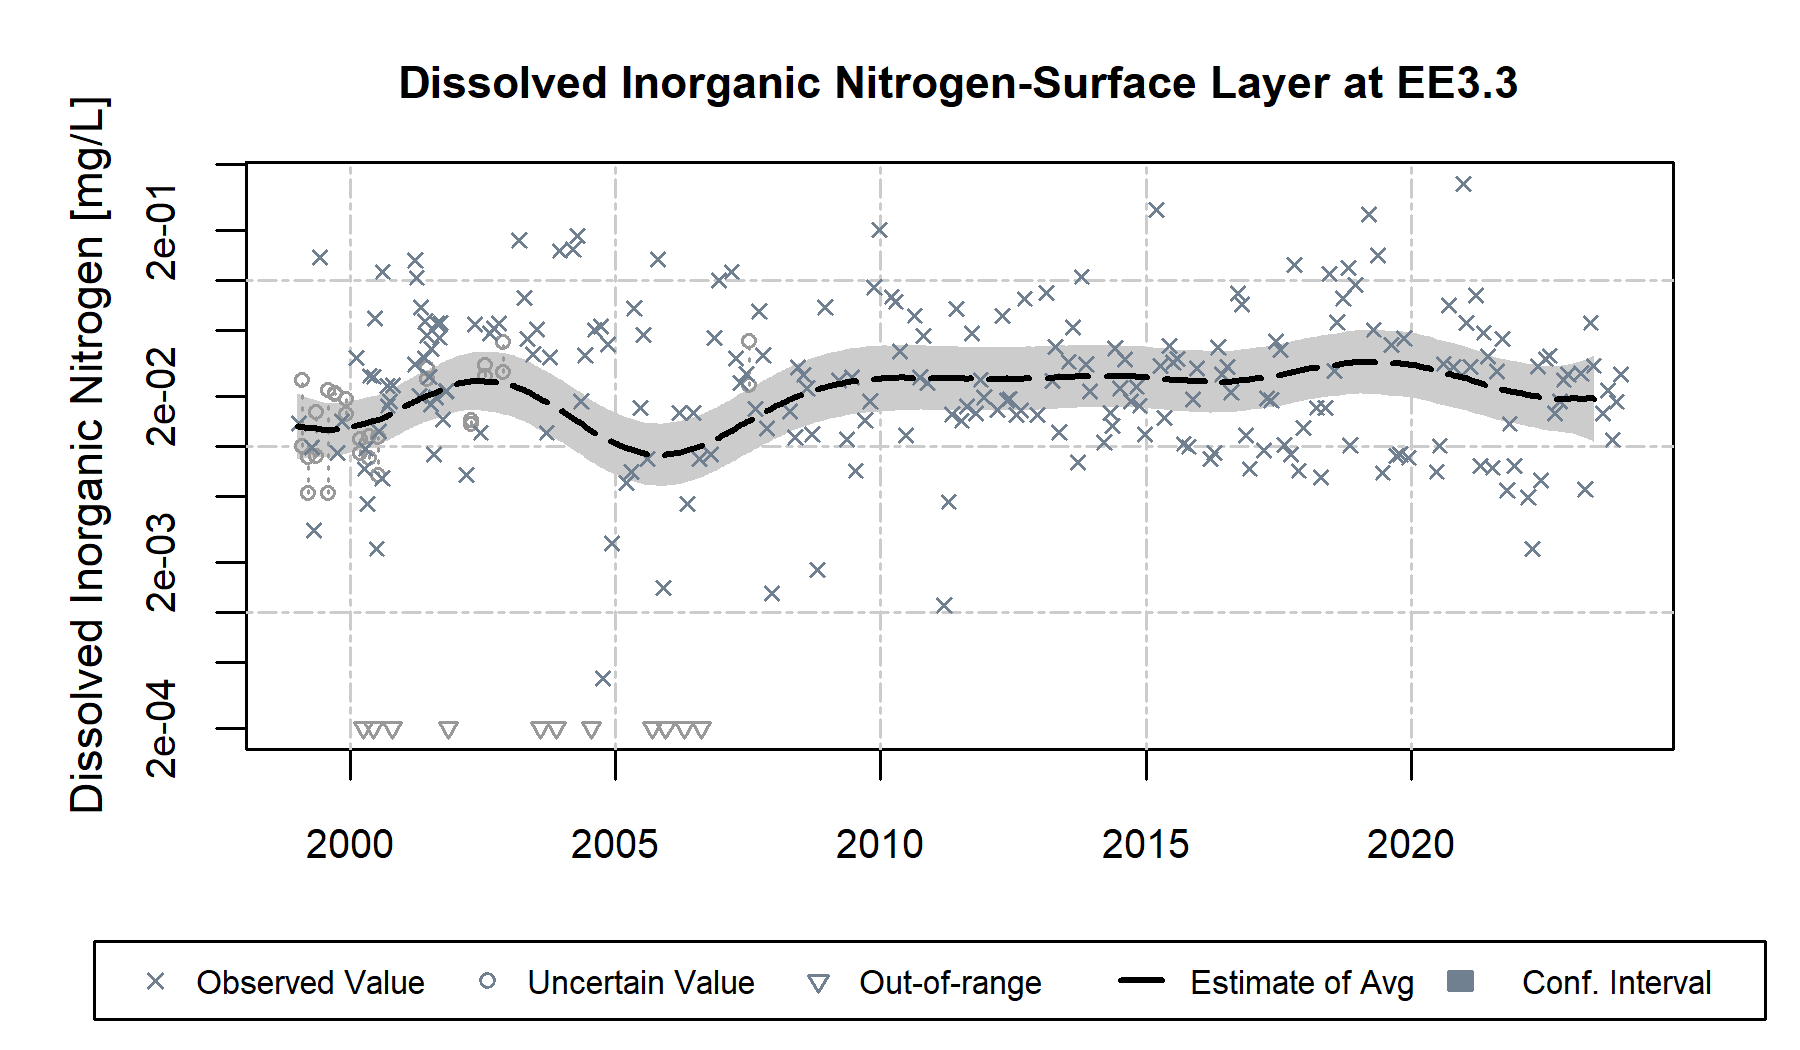 Dissolved Inorganic Nitrogen-Surface Layer at EE3.3
Dissolved Inorganic Nitrogen [mg/L]
2e-01
2e-02
2e-03
2e-04
2000 2005 2010 2015 2020
Observed Value Uncertain Value Out-of-range Estimate of Avg Conf. Interval